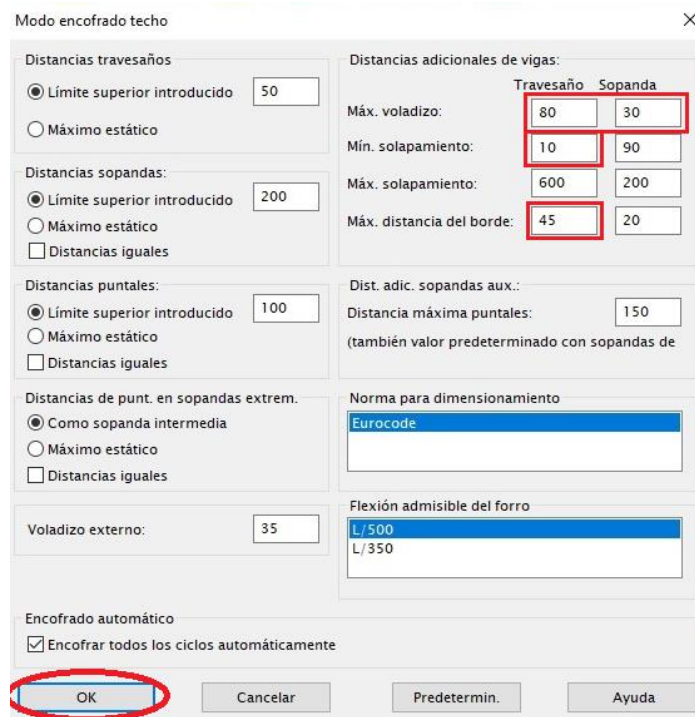 Modo encofrado techo
Distancias travesaños
Límite superior introducido 50
Máximo estático
Distancias sopandas:
Límite superior introducido 200
Máximo estático
Distancias iguales
Distancias puntales:
Límite superior introducido 100
Máximo estático
Distancias iguales
Distancias de punt. en sopandas extrem.
Como sopanda intermedia
Máximo estático
Distancias iguales
Voladizo externo: 35
Distancias adicionales de vigas:
Travesaño Sopanda
Máx. voladizo: 80 30
Mín. solapamiento: 10 90
Máx. solapamiento: 600 200
Máx. distancia del borde: 45 20
Dist. adic. sopandas aux.:
Distancia máxima puntales: 150
(también valor predeterminado con sopandas de
Norma para dimensionamiento
Eurocode
Flexión admisible del forro
L/500
L/350
Encofrado automático
Encofrar todos los ciclos automáticamente
OK Cancelar Predetermin. Ayuda